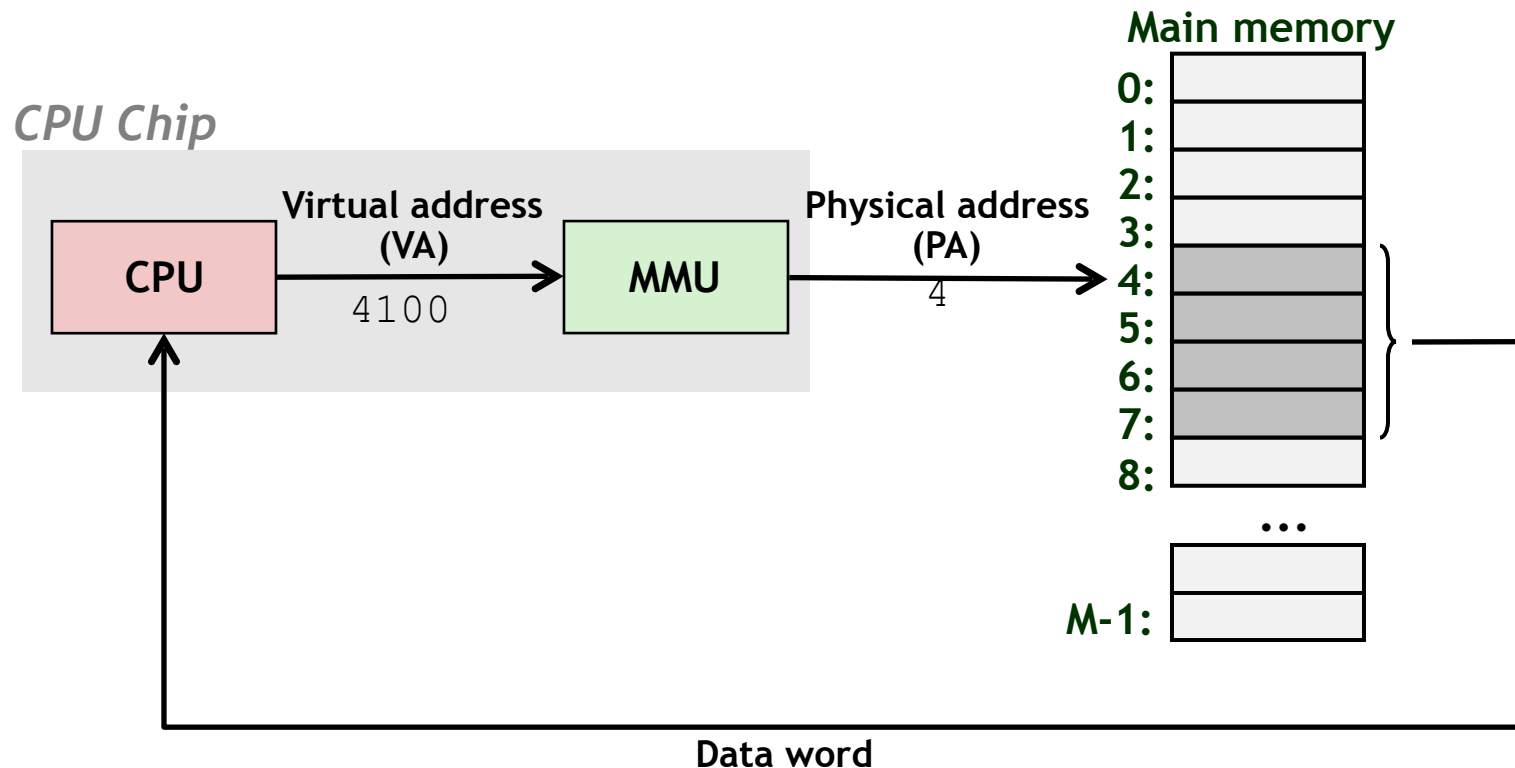 Main memory
CPU Chip
0:
1:
2:
3:
4:
5:
6:
7:
8:
...
M-1:
Virtual address
(VA)
4100
CPU
MMU
Physical address
(PA)
4
Data word